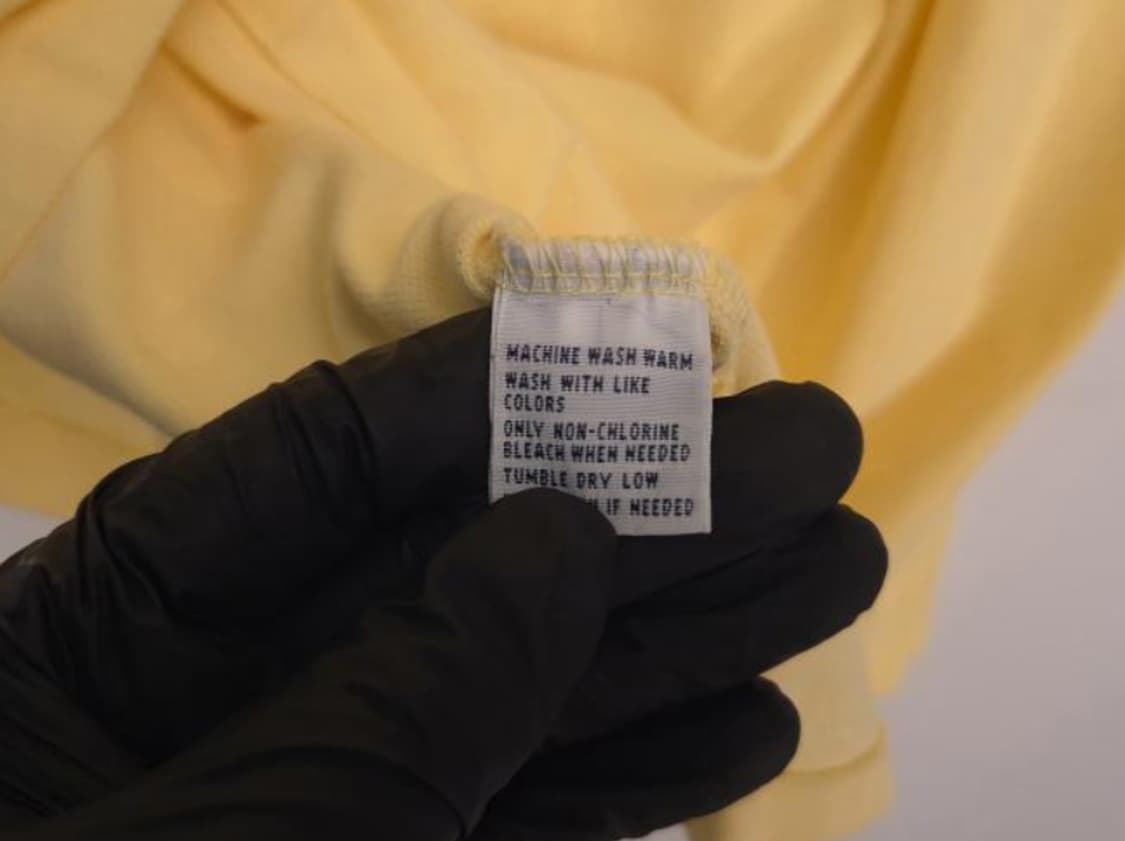 MACHINE WASH WARM
WASH WITH LIKE
COLORS
ONLY NON-CHLORINE
BLEACH WHEN NEEDED
TUMBLE DRY LOW
IF NEEDED